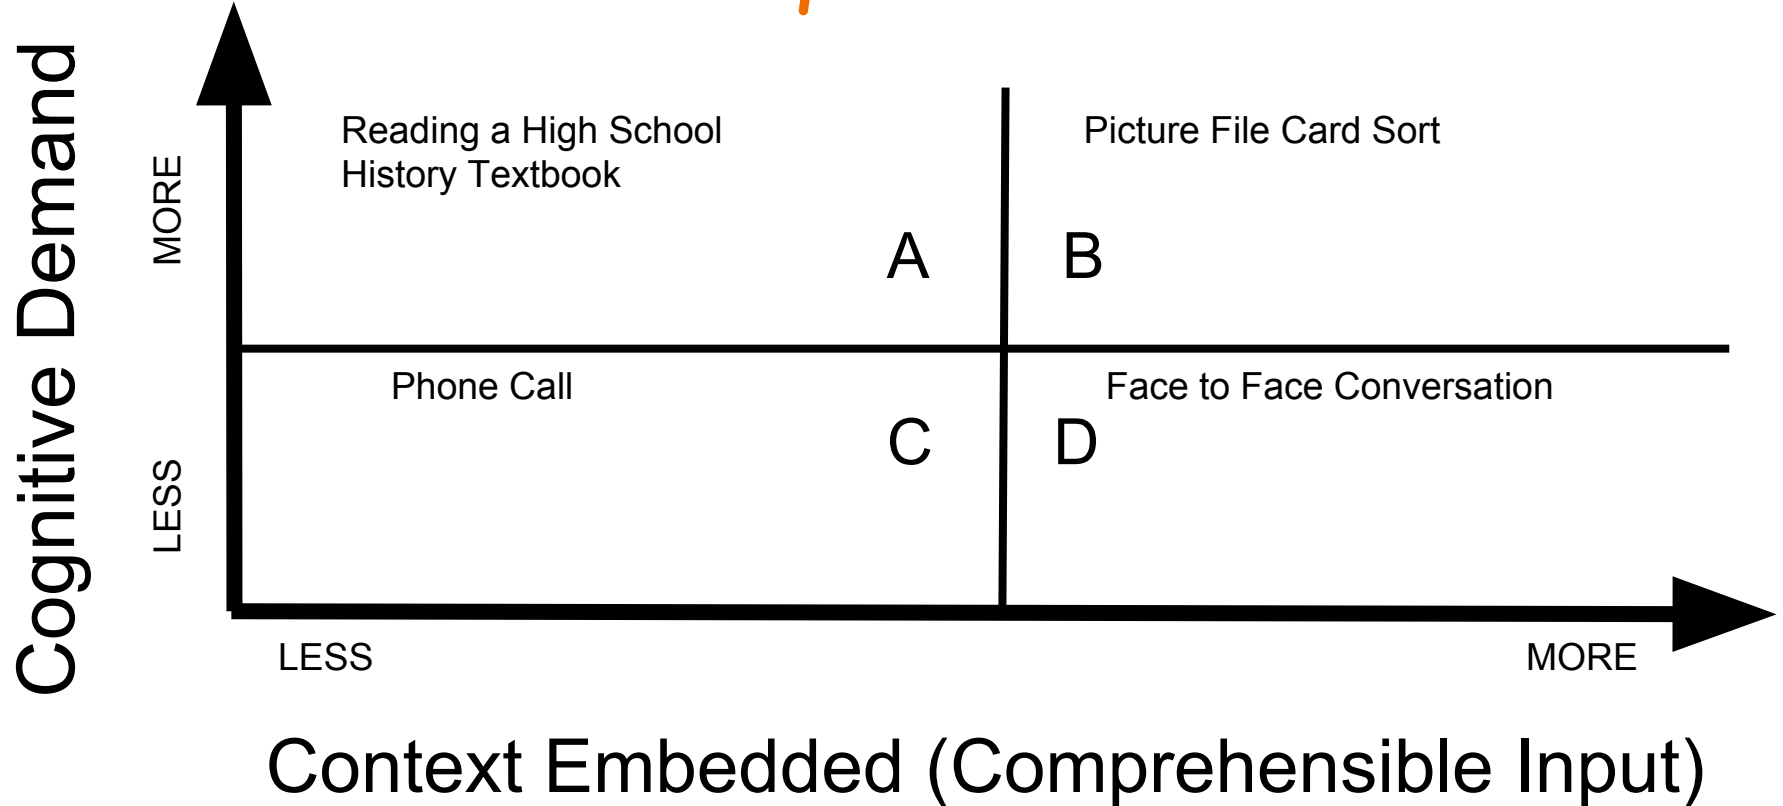 Cognitive Demand
MORE
LESS
Reading a High School
History Textbook
Picture File Card Sort
A
B
Phone Call
Face to Face Conversation
C
D
LESS
MORE
Context Embedded (Comprehensible Input)